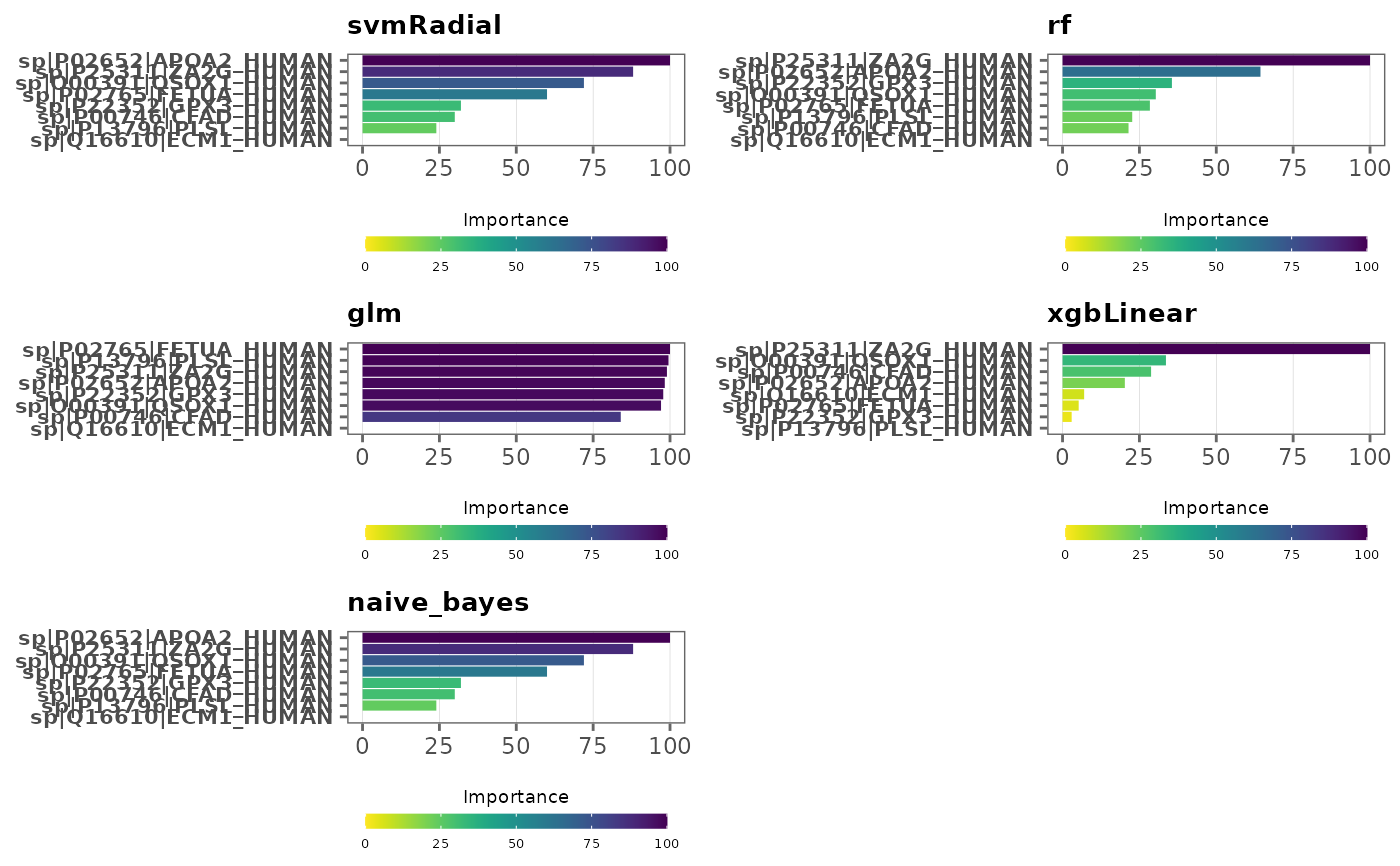 svmRadial
sp|P02652|APOA2_HUMAN
sp|P25311|ZA2G_HUMAN
sp|O00391|QSOX1_HUMAN
sp|P02765|FETUA_HUMAN
sp|P22352|GPX3_HUMAN
sp|P00746|CFAD_HUMAN
sp|P13796|PLSL_HUMAN
sp|Q16610|ECM1_HUMAN
0 25 50 75 100
Importance
0 25 50 75 100
rf
sp|P25311|ZA2G_HUMAN
sp|P02652|APOA2_HUMAN
sp|P22352|GPX3_HUMAN
sp|O00391|QSOX1_HUMAN
sp|P02765|FETUA_HUMAN
sp|P13796|PLSL_HUMAN
sp|P00746|CFAD_HUMAN
sp|Q16610|ECM1_HUMAN
0 25 50 75 100
Importance
0 25 50 75 100
glm
sp|P02765|FETUA_HUMAN
sp|P13796|PLSL_HUMAN
sp|P25311|ZA2G_HUMAN
sp|P02652|APOA2_HUMAN
sp|P22352|GPX3_HUMAN
sp|O00391|QSOX1_HUMAN
sp|P00746|CFAD_HUMAN
sp|Q16610|ECM1_HUMAN
0 25 50 75 100
Importance
0 25 50 75 100
xgbLinear
sp|P25311|ZA2G_HUMAN
sp|O00391|QSOX1_HUMAN
sp|P00746|CFAD_HUMAN
sp|P02652|APOA2_HUMAN
sp|Q16610|ECM1_HUMAN
sp|P02765|FETUA_HUMAN
sp|P22352|GPX3_HUMAN
sp|P13796|PLSL_HUMAN
0 25 50 75 100
Importance
0 25 50 75 100
naive_bayes
sp|P02652|APOA2_HUMAN
sp|P25311|ZA2G_HUMAN
sp|O00391|QSOX1_HUMAN
sp|P02765|FETUA_HUMAN
sp|P22352|GPX3_HUMAN
sp|P00746|CFAD_HUMAN
sp|P13796|PLSL_HUMAN
sp|Q16610|ECM1_HUMAN
0 25 50 75 100
Importance
0 25 50 75 100